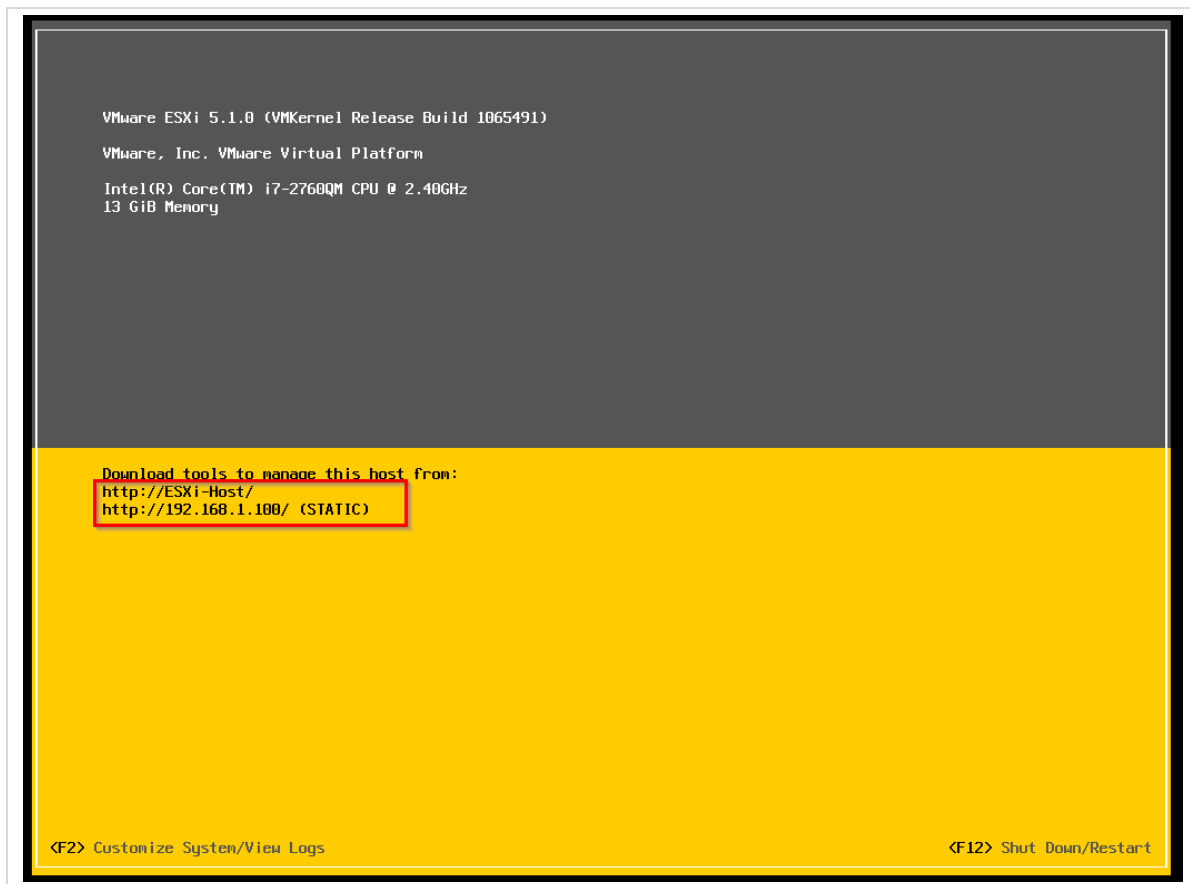 VMware ESXi 5.1.0 (VMKernel Release Build 1065491)
VMware, Inc. VMware Virtual Platform
Intel(R) Core(TM) i7-2760QM CPU @ 2.40GHz
13 GiB Memory
Download tools to manage this host from:
http://ESXi-Host/
http://192.168.1.100/ (STATIC)
<F2> Customize System/View Logs
<F12> Shut Down/Restart